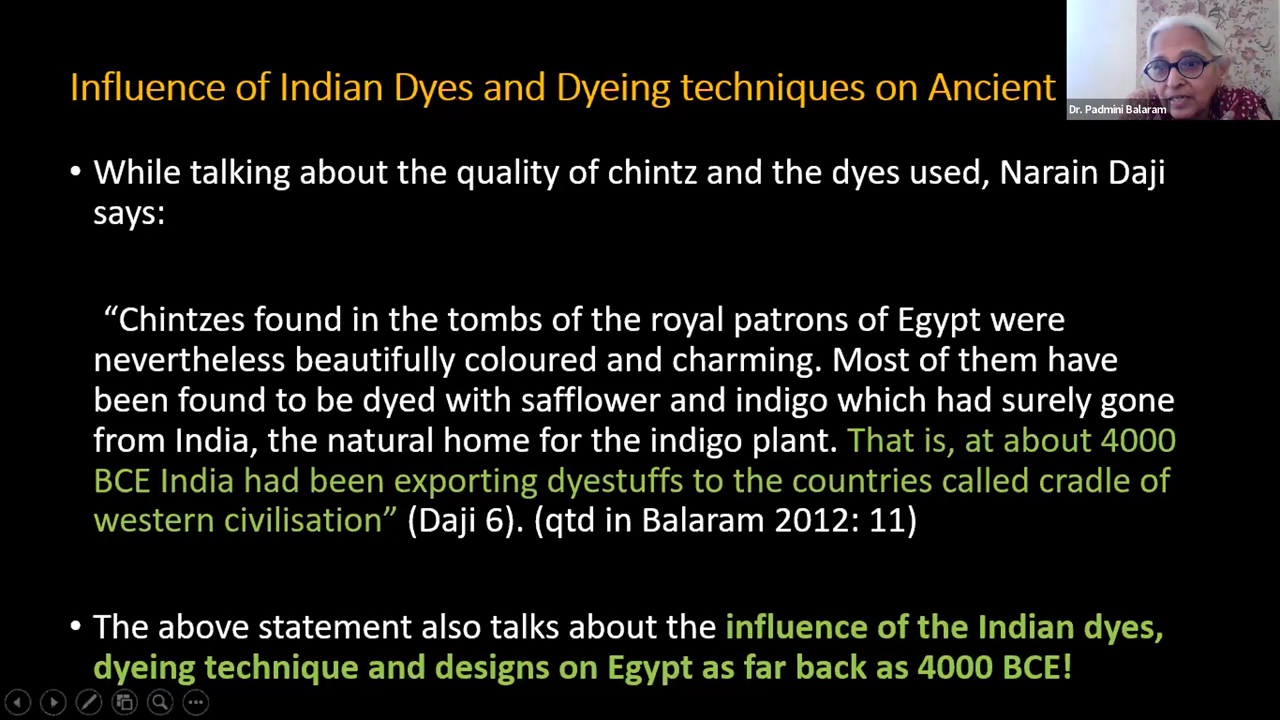 Influence of Indian Dyes and Dyeing techniques on Ancient
Dr. Padmini Balaram
• While talking about the quality of chintz and the dyes used, Narain Daji
says:
“Chintzes found in the tombs of the royal patrons of Egypt were
nevertheless beautifully coloured and charming. Most of them have
been found to be dyed with safflower and indigo which had surely gone
from India, the natural home for the indigo plant. That is, at about 4000
BCE India had been exporting dyestuffs to the countries called cradle of
western civilisation” (Daji 6). (qtd in Balaram 2012: 11)
• The above statement also talks about the influence of the Indian dyes,
dyeing technique and designs on Egypt as far back as 4000 BCE!